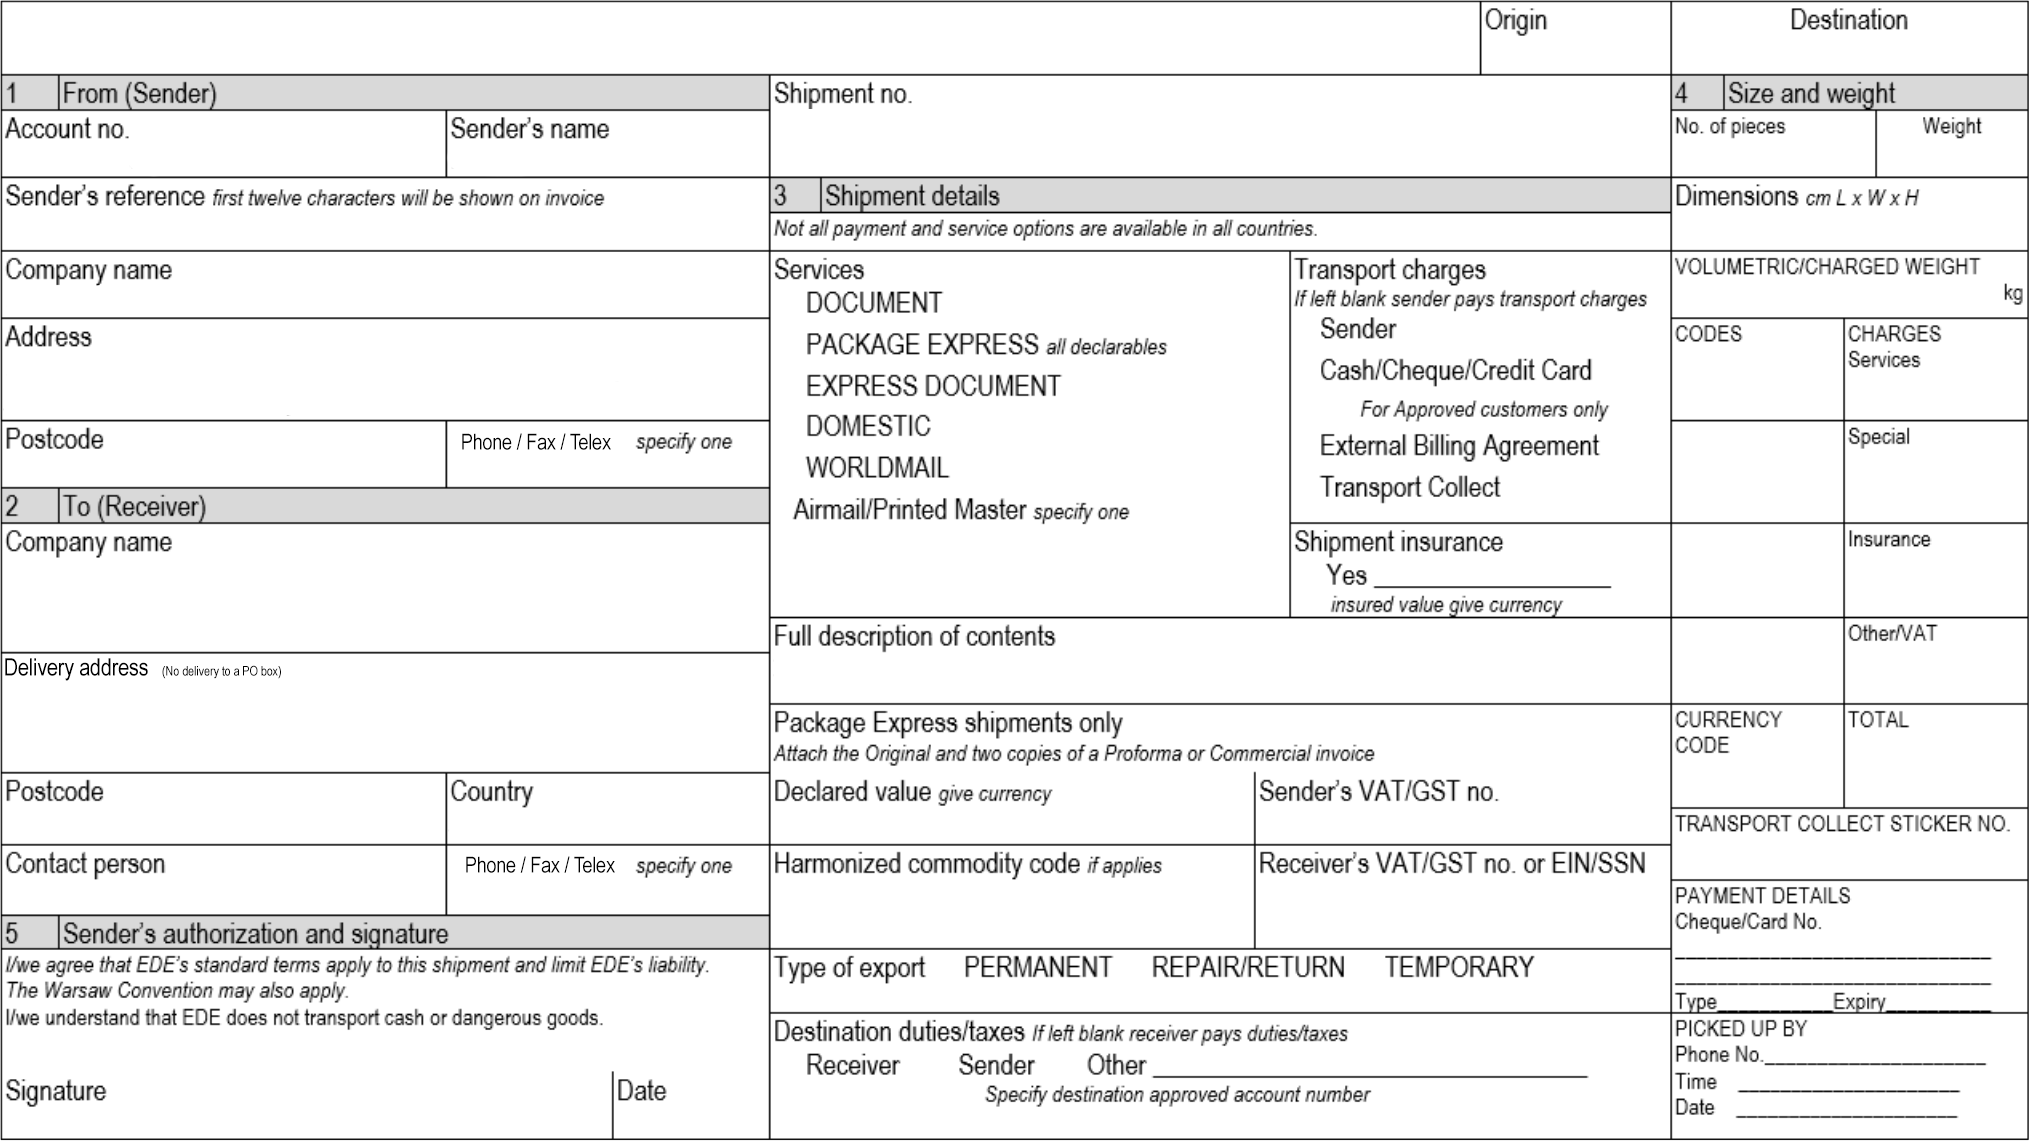 Origin
Destination
1 From (Sender)
Account no.
Sender's name
Sender's reference first twelve characters will be shown on invoice
Company name
Address
Postcode
Phone / Fax / Telex specify one
2 To (Receiver)
Company name
Delivery address (No delivery to a PO box)
Postcode
Country
Contact person
Phone / Fax / Telex specify one
5 Sender's authorization and signature
I/we agree that EDE's standard terms apply to this shipment and limit EDE's liability.
The Warsaw Convention may also apply.
I/we understand that EDE does not transport cash or dangerous goods.
Signature
Date
Shipment no.
3 Shipment details
Not all payment and service options are available in all countries.
Services
DOCUMENT
PACKAGE EXPRESS all declarables
EXPRESS DOCUMENT
DOMESTIC
WORLDMAIL
Airmail/Printed Master specify one
Transport charges
If left blank sender pays transport charges
Sender
Cash/Cheque/Credit Card
For Approved customers only
External Billing Agreement
Transport Collect
Shipment insurance
Yes ____________________
insured value give currency
Full description of contents
Package Express shipments only
Attach the Original and two copies of a Proforma or Commercial invoice
Declared value give currency
Sender's VAT/GST no.
Harmonized commodity code if applies
Receiver's VAT/GST no. or EIN/SSN
Type of export PERMANENT REPAIR/RETURN TEMPORARY
Destination duties/taxes If left blank receiver pays duties/taxes
Receiver Sender Other ____________________
Specify destination approved account number
4 Size and weight
No. of pieces
Weight
Dimensions cm L x W x H
VOLUMETRIC/CHARGED WEIGHT
kg
CODES
CHARGES
Services
Special
Insurance
Other/VAT
CURRENCY
CODE
TOTAL
TRANSPORT COLLECT STICKER NO.
PAYMENT DETAILS
Cheque/Card No.
______________________________
______________________________
Type___________Expiry__________
PICKED UP BY
Phone No._____________________
Time _____________________
Date _____________________